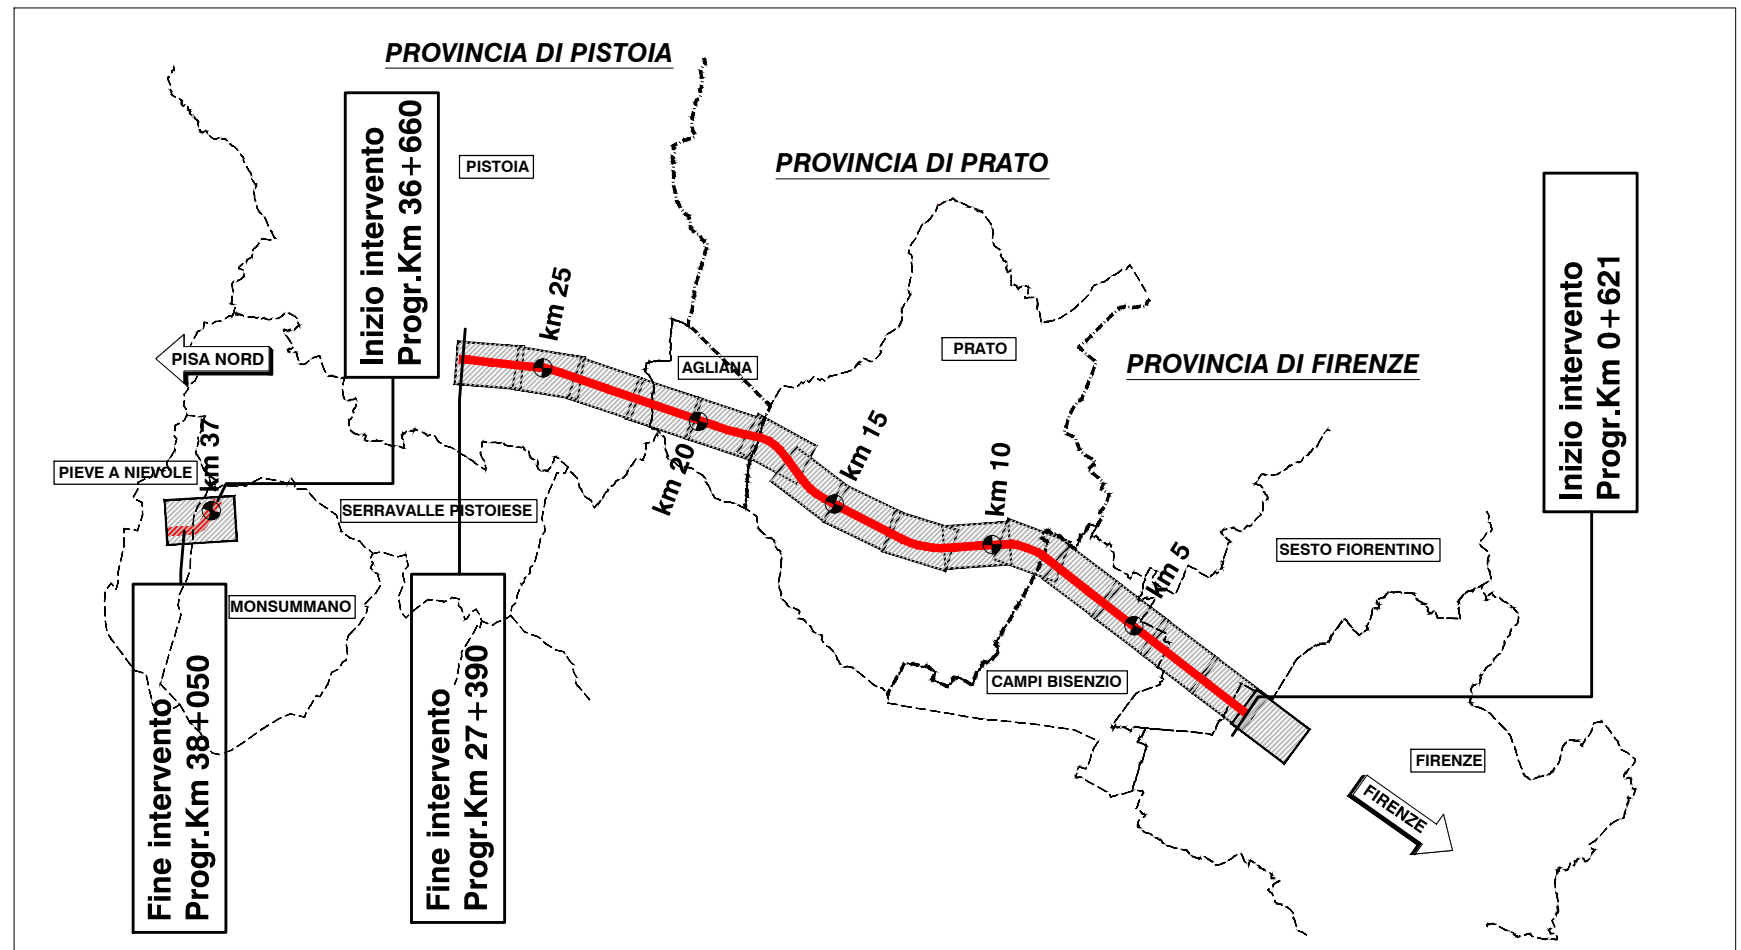 PROVINCIA DI PISTOIA
Inizio intervento
Progr.Km 36+660
PISTOIA
PROVINCIA DI PRATO
Inizio intervento
Progr.Km 0+621
km 25
PISA NORD
AGLIANA
PRATO
PROVINCIA DI FIRENZE
km 37
PIEVE A NIEVOLE
km 20
km 15
km 10
SERRAVALLE PISTOIESE
km 5
SESTO FIORENTINO
MONSUMMANO
Fine intervento
Progr.Km 38+050
Fine intervento
Progr.Km 27+390
CAMPI BISENZIO
FIRENZE
FIRENZE